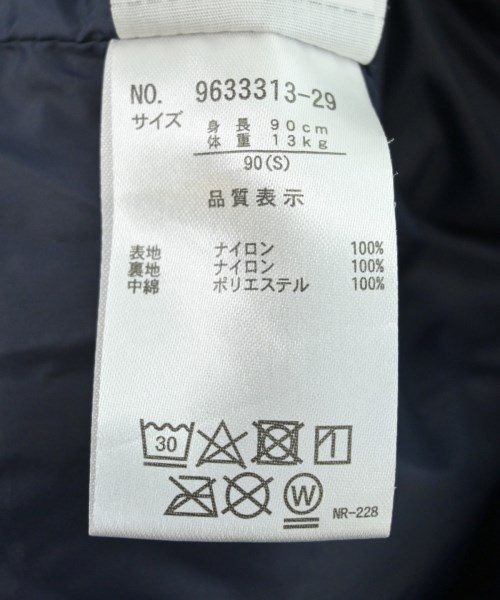 NO. 9633313-29
サイズ 身長 90cm
体重 13kg
90(S)
品質表示
表地 ナイロン 100%
裏地 ナイロン 100%
中綿 ポリエステル 100%
30
W
NR-228